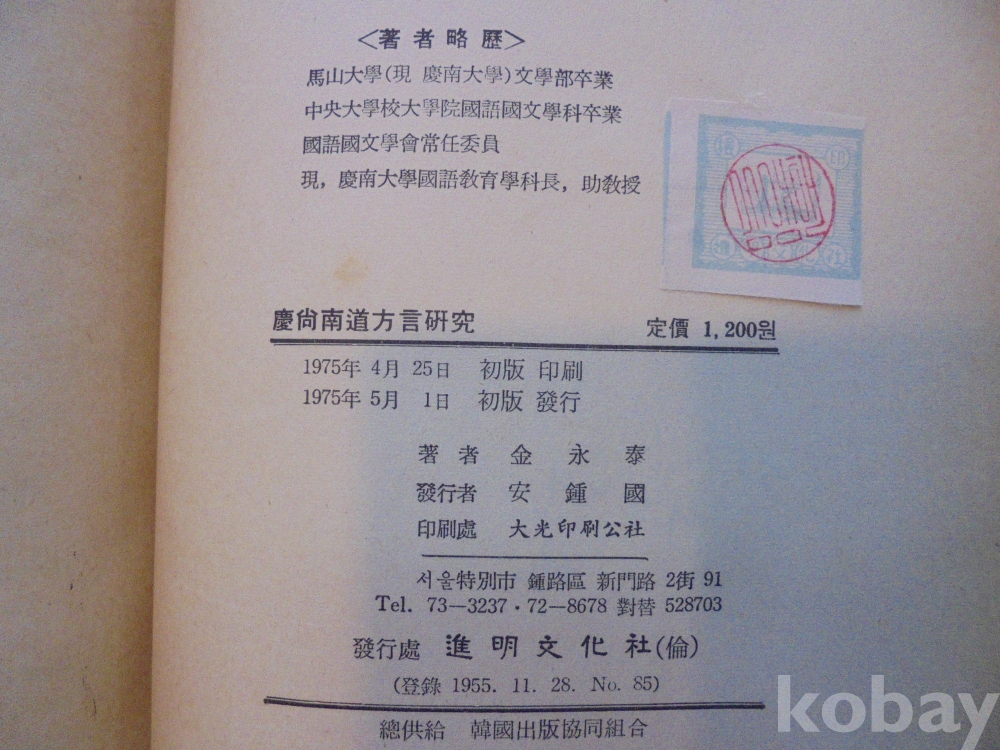 <著者略歷>
馬山大學(現 慶南大學)文學部卒業
中央大學校大學院國語國文學科卒業
國語國文學會常任委員
現, 慶南大學國語敎育學科長, 助敎授
慶尙南道方言硏究 定價 1,200원
1975年 4月 25日 初版 印刷
1975年 5月 1日 初版 發行
著者 金永泰
發行者 安鍾國
印刷處 大光印刷公社
서울特別市 鍾路區 新門路 2街 91
Tel. 73—3237·72—8678 對替 528703
發行處 進明文化社(倫)
(登錄 1955. 11. 28. No. 85)
總供給 韓國出版協同組合
kobay